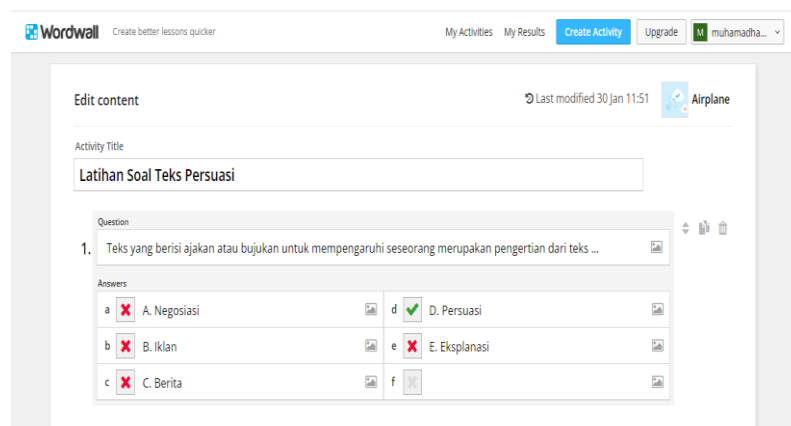 Wordwall Create better lessons quicker My Activities My Results Create Activity Upgrade M muhamadha...
Edit content Last modified 30 Jan 11:51 Airplane
Activity Title
Latihan Soal Teks Persuasi
Question
1. Teks yang berisi ajakan atau bujukan untuk mempengaruhi seseorang merupakan pengertian dari teks ...
Answers
a A. Negosiasi d D. Persuasi
b B. Iklan e E. Eksplanasi
c C. Berita f